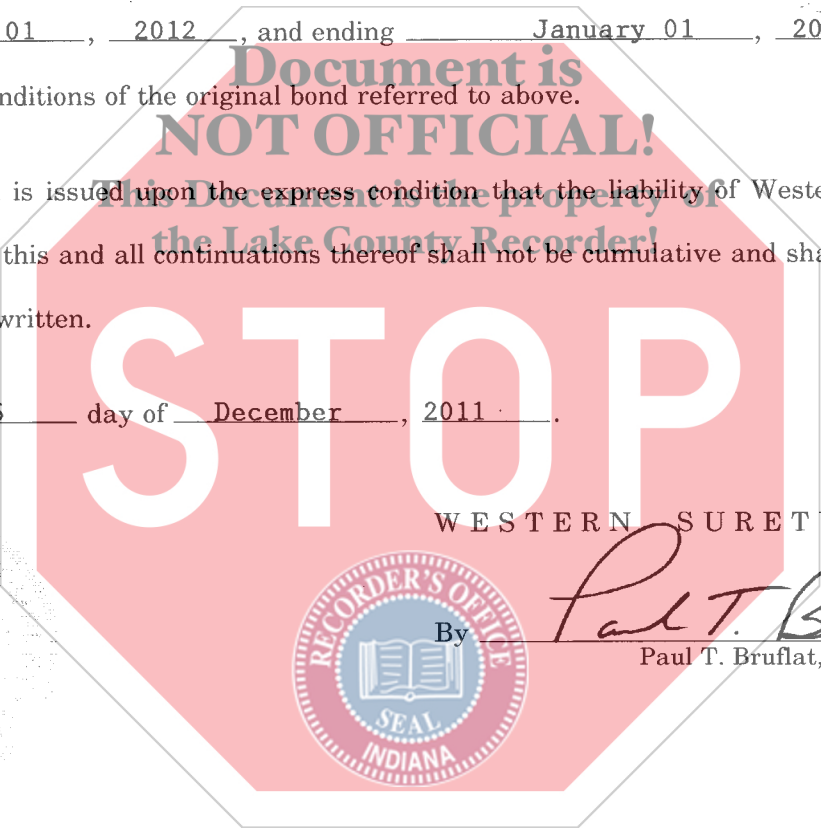 01 , 2012 , and ending January 01 , 20
Document is
nditions of the original bond referred to above.
NOT OFFICIAL!
is issued upon the express condition that the liability of Weste
This Document is the property of
the Lake County Recorder!
this and all continuations thereof shall not be cumulative and sha
written.
STOP
day of December , 2011 .
WESTERN SURET
RECORDER'S OFFICE
SEAL
INDIANA
By Paul T. B
Paul T. Bruflat,